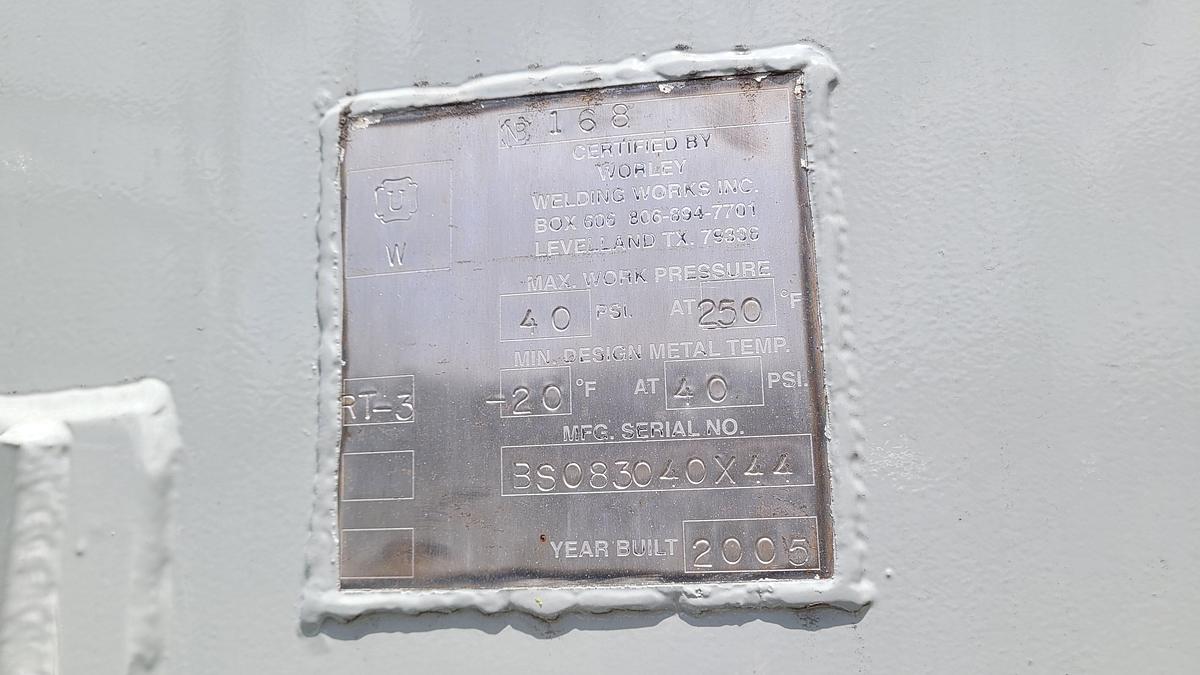 NB 168
CERTIFIED BY
WORLEY
WELDING WORKS INC.
BOX 606 806-894-7701
LEVELLAND TX. 79336
U
W
MAX. WORK PRESSURE
40 PSI. AT 250 °F
MIN. DESIGN METAL TEMP.
-20 °F AT 40 PSI.
RT-3
MFG. SERIAL NO.
BS083040X44
YEAR BUILT 2005